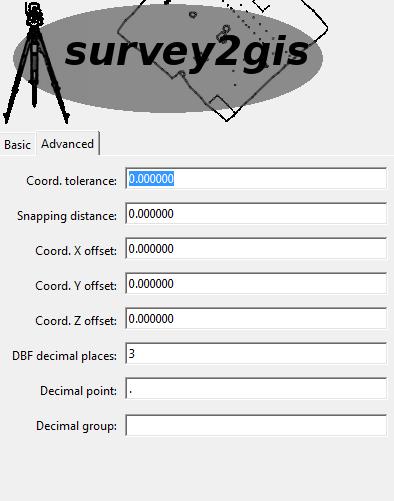 survey2gis
Basic Advanced
Coord. tolerance: 0.000000
Snapping distance: 0.000000
Coord. X offset: 0.000000
Coord. Y offset: 0.000000
Coord. Z offset: 0.000000
DBF decimal places: 3
Decimal point: .
Decimal group: